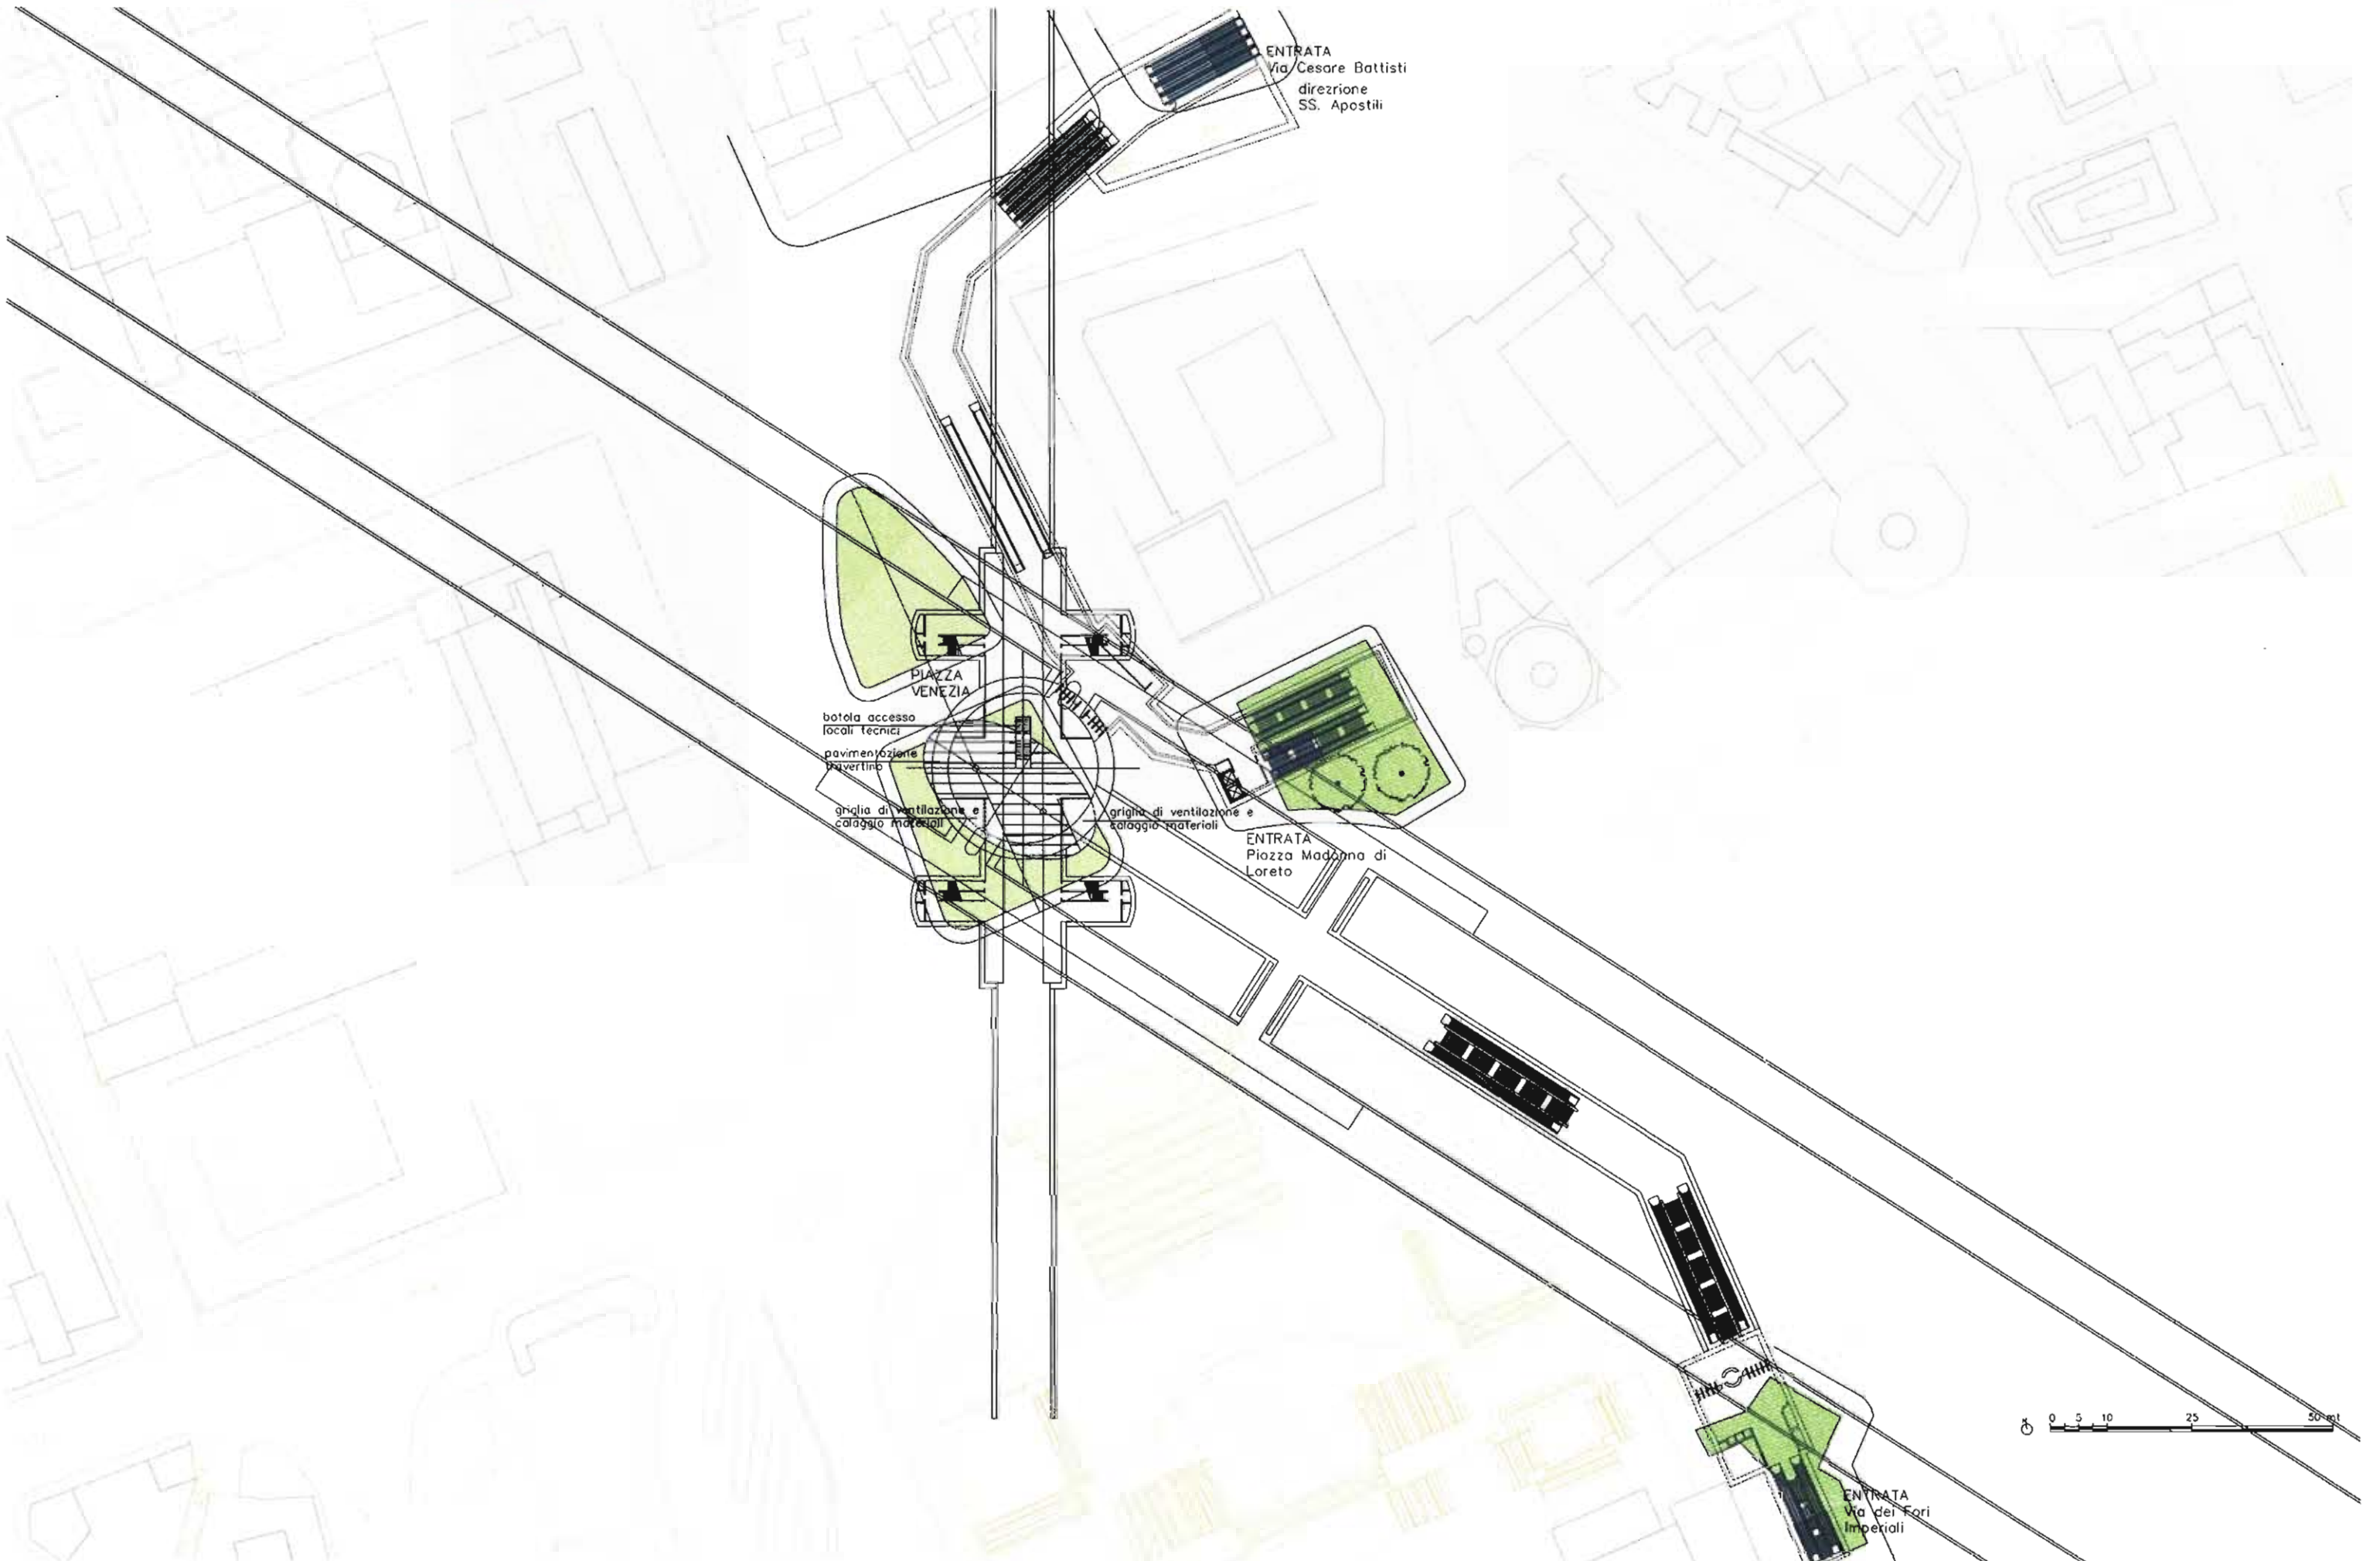 ENTRATA
Via Cesare Battisti
direzrione
SS. Apostili
PIAZZA
VENEZIA
botola accesso
locali tecnici
pavimentazione
travertino
griglia di ventilazione e
calaggio materiali
griglia di ventilazione e
calaggio materiali
ENTRATA
Piazza Madonna di
Loreto
0 5 10 25 50 mt
ENTRATA
Via dei Fori
Imperiali